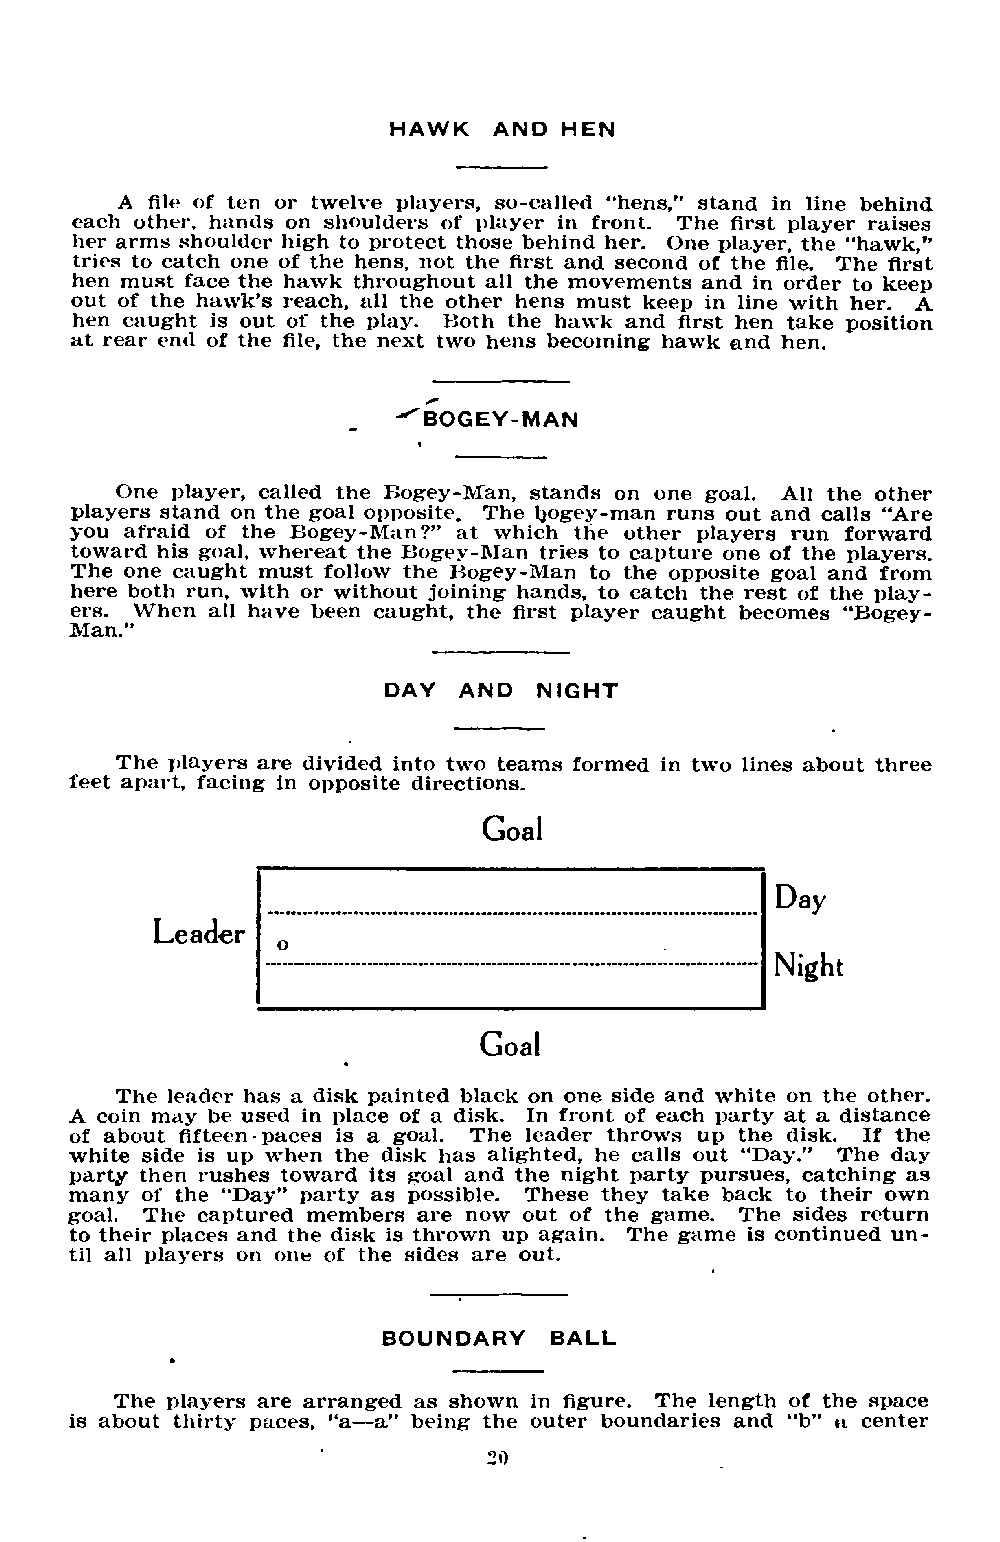 HAWK AND HEN
A file of ten or twelve players, so-called "hens," stand in line behind
each other, hands on shoulders of player in front. The first player raises
her arms shoulder high to protect those behind her. One player, the "hawk,"
tries to catch one of the hens, not the first and second of the file. The first
hen must face the hawk throughout all the movements and in order to keep
out of the hawk's reach, all the other hens must keep in line with her. A
hen caught is out of the play. Both the hawk and first hen take position
at rear end of the file, the next two hens becoming hawk and hen.
BOGEY-MAN
One player, called the Bogey-Man, stands on one goal. All the other
players stand on the goal opposite. The bogey-man runs out and calls "Are
you afraid of the Bogey-Man?" at which the other players run forward
toward his goal, whereat the Bogey-Man tries to capture one of the players.
The one caught must follow the Bogey-Man to the opposite goal and from
here both run, with or without joining hands, to catch the rest of the play-
ers. When all have been caught, the first player caught becomes "Bogey-
Man."
DAY AND NIGHT
The players are divided into two teams formed in two lines about three
feet apart, facing in opposite directions.
Goal
Day
Leader
o
Night
Goal
The leader has a disk painted black on one side and white on the other.
A coin may be used in place of a disk. In front of each party at a distance
of about fifteen paces is a goal. The leader throws up the disk. If the
white side is up when the disk has alighted, he calls out "Day." The day
party then rushes toward its goal and the night party pursues, catching as
many of the "Day" party as possible. These they take back to their own
goal. The captured members are now out of the game. The sides return
to their places and the disk is thrown up again. The game is continued un-
til all players on one of the sides are out.
BOUNDARY BALL
The players are arranged as shown in figure. The length of the space
is about thirty paces, "a—a" being the outer boundaries and "b" a center
20